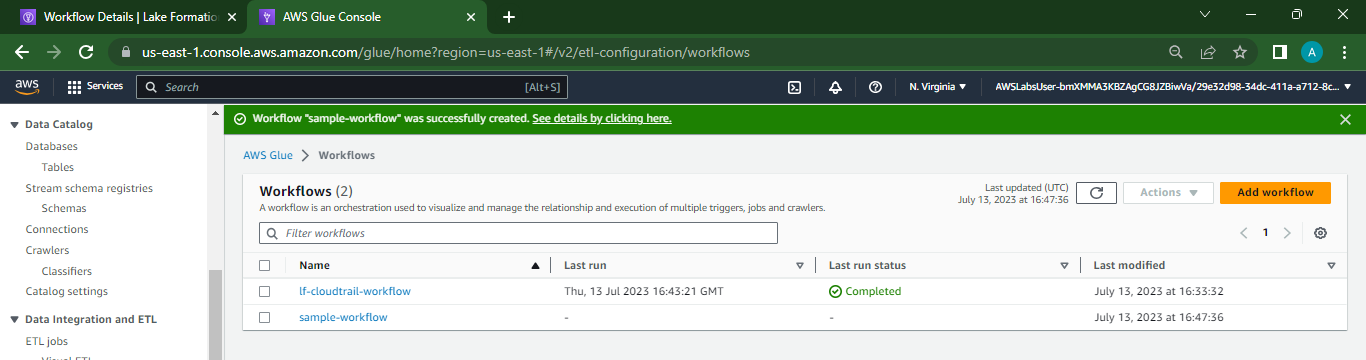 Workflow Details | Lake Formatio
AWS Glue Console
us-east-1.console.aws.amazon.com/glue/home?region=us-east-1#/v2/etl-configuration/workflows
A
aws
Services
Search
[Alt+S]
N. Virginia
AWSLabsUser-bmXMMA3KBZAgCG8JZBiwVa/29e32d98-34dc-411a-a712-8c...
Data Catalog
Databases
Tables
Stream schema registries
Schemas
Connections
Crawlers
Classifiers
Catalog settings
Data Integration and ETL
ETL jobs
Visual ETL
Workflow "sample-workflow" was successfully created. See details by clicking here.
AWS Glue > Workflows
Workflows (2)
A workflow is an orchestration used to visualize and manage the relationship and execution of multiple triggers, jobs and crawlers.
Last updated (UTC)
July 13, 2023 at 16:47:36
Actions
Add workflow
Filter workflows
1
Name Last run Last run status Last modified
lf-cloudtrail-workflow Thu, 13 Jul 2023 16:43:21 GMT Completed July 13, 2023 at 16:33:32
sample-workflow - - July 13, 2023 at 16:47:36